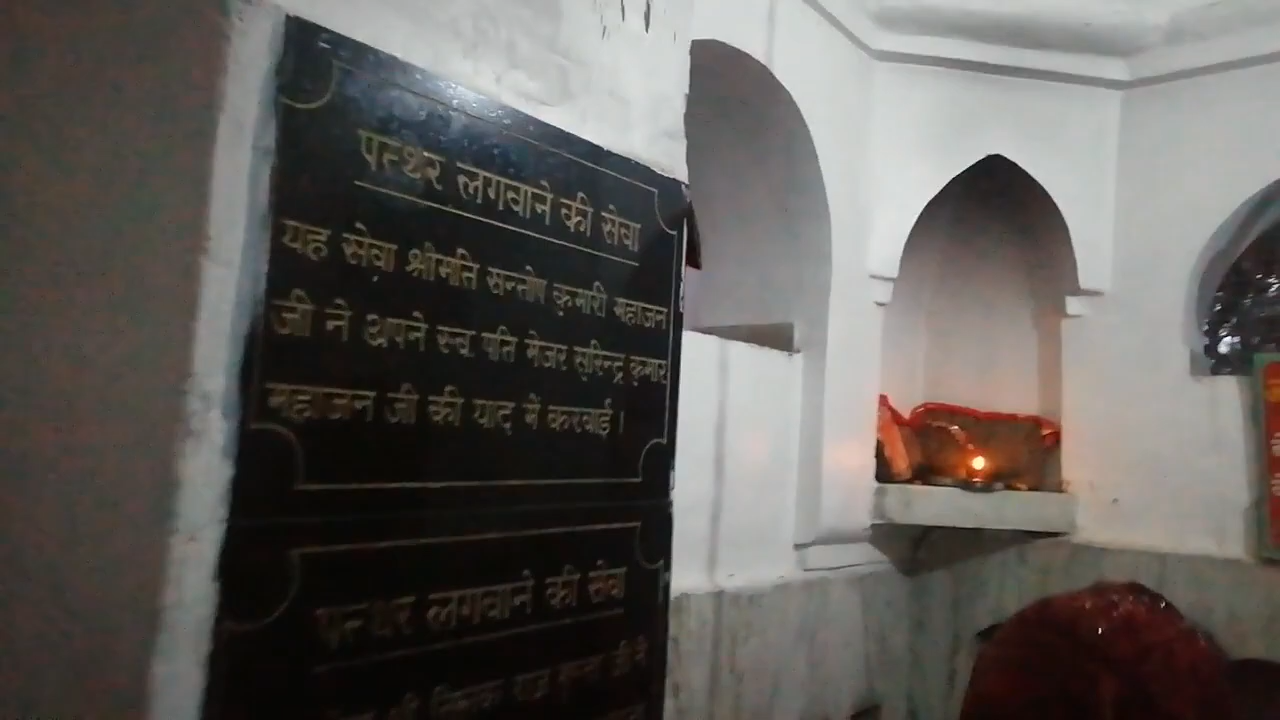 पत्थर लगवाने की सेवा
यह सेवा श्रीमति सन्तोष कुमारी महाजन
जी ने अपने स्व. पति मेजर सुरिन्द्र कुमार
महाजन जी की याद में करवाई।
पत्थर लगवाने की सेवा
जी ने